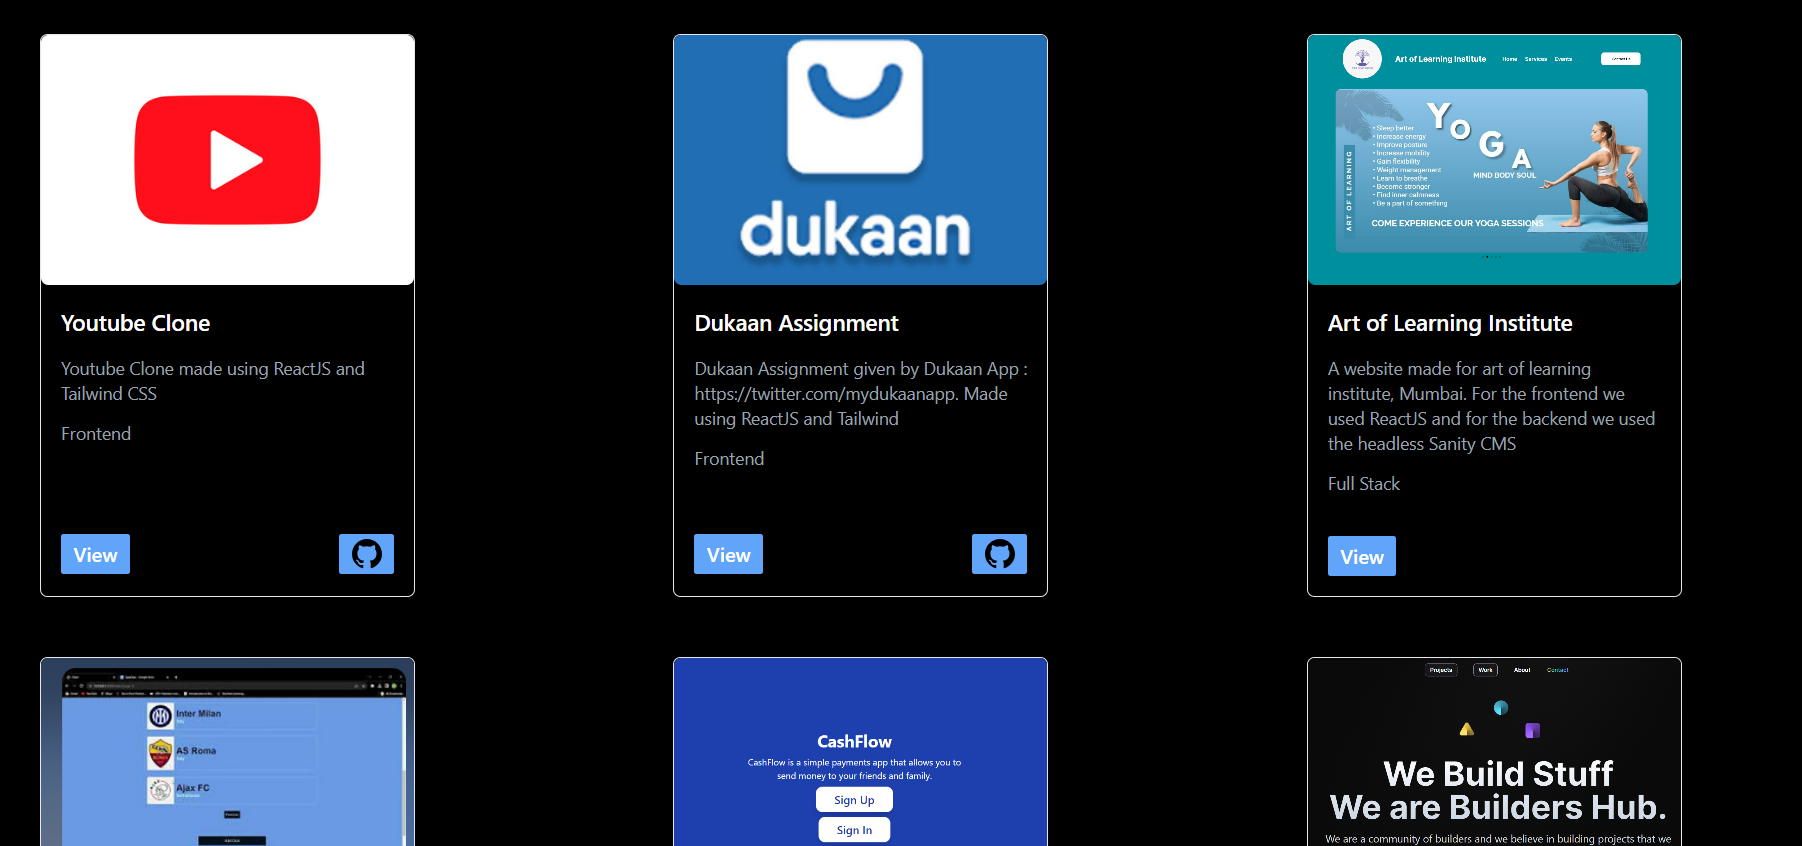 dukaan
Art of Learning Institute
Home Services Events
Contact Us
YOGA
MIND BODY SOUL
• Sleep better
• Increase energy
• Improve posture
• Increase mobility
• Gain flexibility
• Weight management
• Learn to breathe
• Become stronger
• Find inner calmness
• Be a part of something
ART OF LEARNING
COME EXPERIENCE OUR YOGA SESSIONS
Youtube Clone
Youtube Clone made using ReactJS and
Tailwind CSS
Frontend
View
Dukaan Assignment
Dukaan Assignment given by Dukaan App :
https://twitter.com/mydukaanapp. Made
using ReactJS and Tailwind
Frontend
View
Art of Learning Institute
A website made for art of learning
institute, Mumbai. For the frontend we
used ReactJS and for the backend we used
the headless Sanity CMS
Full Stack
View
Inter Milan
Italy
AS Roma
Italy
Ajax FC
CashFlow
CashFlow is a simple payments app that allows you to
send money to your friends and family.
Sign Up
Sign In
Projects Work About Contact
We Build Stuff
We are Builders Hub.
We are a community of builders and we believe in building projects that we